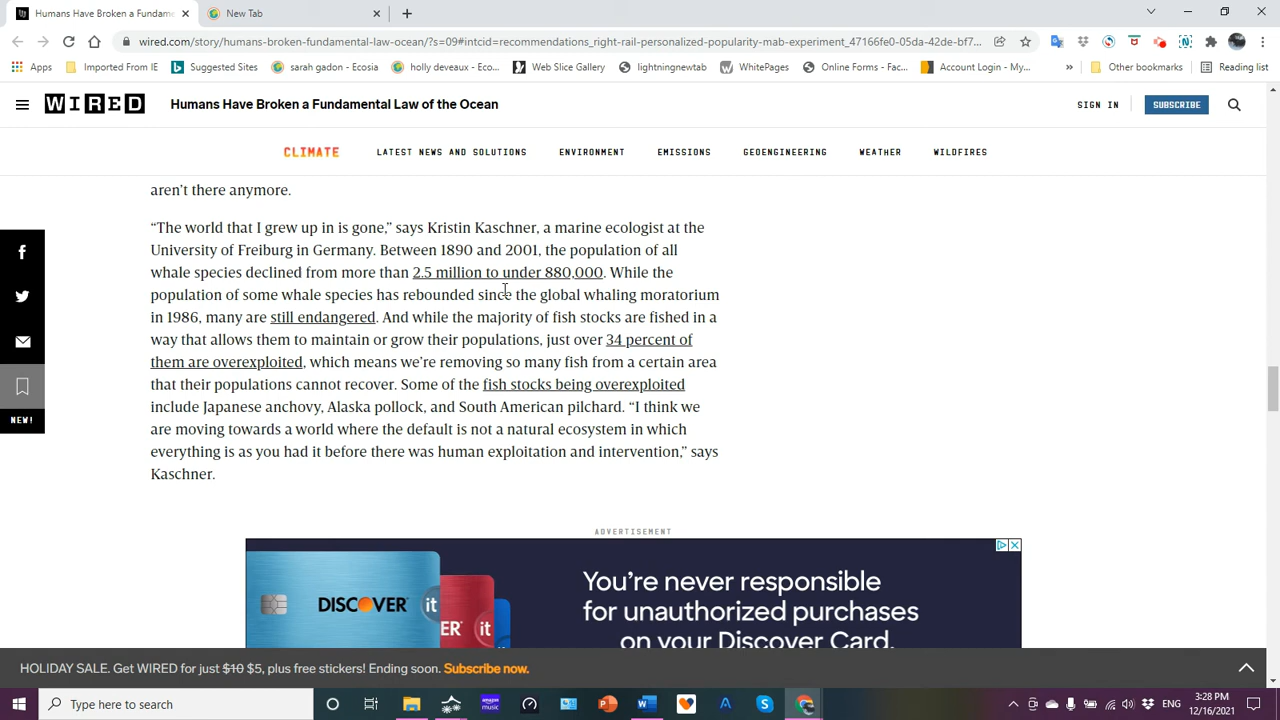 Humans Have Broken a Fundam
New Tab
wired.com/story/humans-broken-fundamental-law-ocean/?s=09#intcid=recommendations_right-rail-personalized-popularity-mab-experiment_47166fe0-05da-42de-bf7...
Apps
Imported From IE
Suggested Sites
sarah gadon - Ecosia
holly deveaux - Eco...
Web Slice Gallery
lightningnewtab
WhitePages
Online Forms - Fac...
Account Login - My...
»
Other bookmarks
Reading list
WIRED
Humans Have Broken a Fundamental Law of the Ocean
SIGN IN
SUBSCRIBE
CLIMATE
LATEST NEWS AND SOLUTIONS
ENVIRONMENT
EMISSIONS
GEOENGINEERING
WEATHER
WILDFIRES
aren’t there anymore.
“The world that I grew up in is gone,” says Kristin Kaschner, a marine ecologist at the
University of Freiburg in Germany. Between 1890 and 2001, the population of all
whale species declined from more than 2.5 million to under 880,000. While the
population of some whale species has rebounded since the global whaling moratorium
in 1986, many are still endangered. And while the majority of fish stocks are fished in a
way that allows them to maintain or grow their populations, just over 34 percent of
them are overexploited, which means we’re removing so many fish from a certain area
that their populations cannot recover. Some of the fish stocks being overexploited
include Japanese anchovy, Alaska pollock, and South American pilchard. “I think we
are moving towards a world where the default is not a natural ecosystem in which
everything is as you had it before there was human exploitation and intervention,” says
Kaschner.
NEW!
ADVERTISEMENT
DISCOVER it
ER it
it
You’re never responsible
for unauthorized purchases
on your Discover Card.
HOLIDAY SALE. Get WIRED for just $10 $5, plus free stickers! Ending soon. Subscribe now.
Type here to search
amazon
music
ENG
3:28 PM
12/16/2021